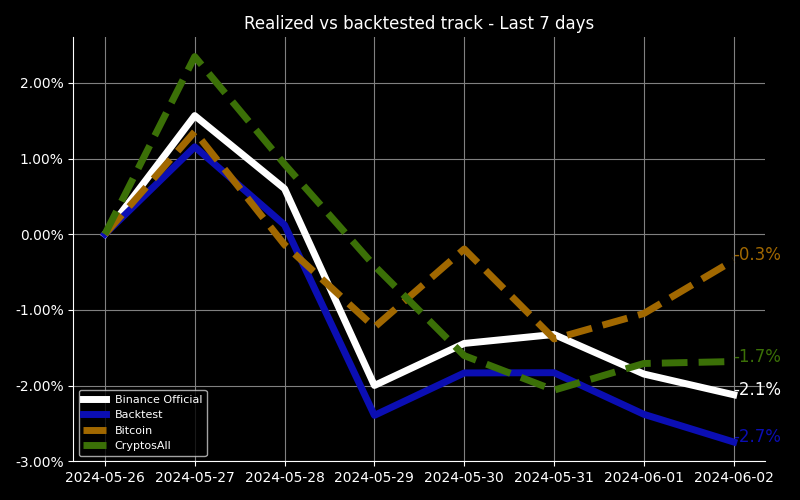 Realized vs backtested track - Last 7 days
2.00%
1.00%
0.00%
-1.00%
-2.00%
-3.00%
-0.3%
-1.7%
-2.1%
-2.7%
Binance Official
Backtest
Bitcoin
CryptosAll
2024-05-26 2024-05-27 2024-05-28 2024-05-29 2024-05-30 2024-05-31 2024-06-01 2024-06-02